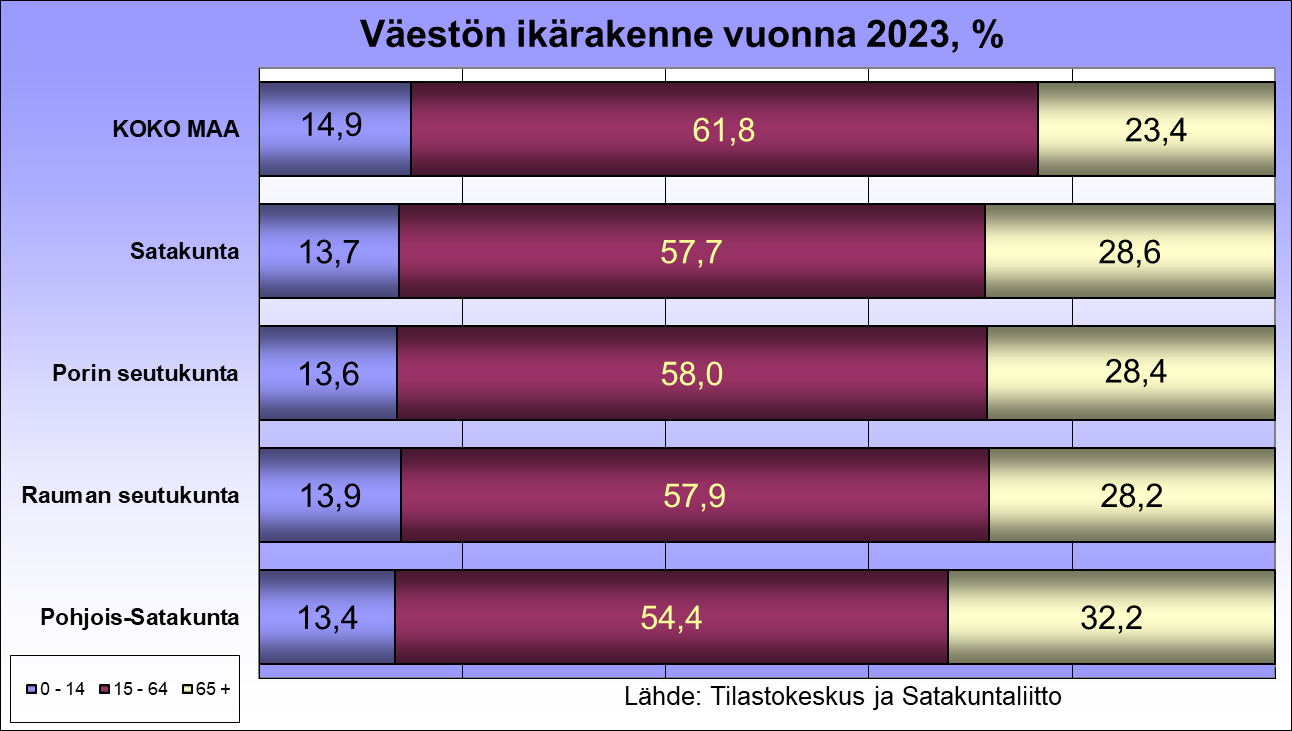 Väestön ikärakenne vuonna 2023, %
KOKO MAA 14,9 61,8 23,4
Satakunta 13,7 57,7 28,6
Porin seutukunta 13,6 58,0 28,4
Rauman seutukunta 13,9 57,9 28,2
Pohjois-Satakunta 13,4 54,4 32,2
0 - 14 15 - 64 65 +
Lähde: Tilastokeskus ja Satakuntaliitto